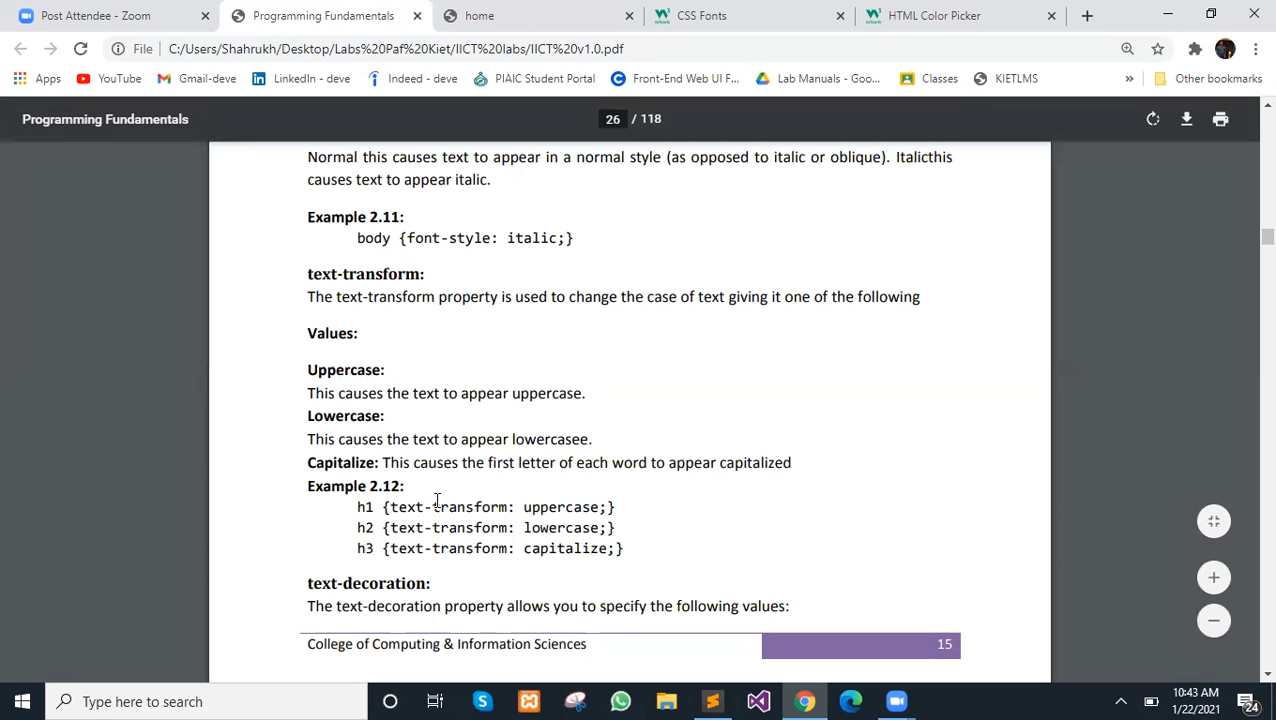 Post Attendee - Zoom
Programming Fundamentals
home
CSS Fonts
HTML Color Picker
File
C:/Users/Shahrukh/Desktop/Labs%20Paf%20Kiet/IICT%20labs/IICT%20v1.0.pdf
Apps
YouTube
Gmail-deve
LinkedIn - deve
Indeed - deve
PIAIC Student Portal
Front-End Web UI F...
Lab Manuals - Goo...
Classes
KIETLMS
»
Other bookmarks
Programming Fundamentals
26 / 118
Normal this causes text to appear in a normal style (as opposed to italic or oblique). Italicthis
causes text to appear italic.
Example 2.11:
body {font-style: italic;}
text-transform:
The text-transform property is used to change the case of text giving it one of the following
Values:
Uppercase:
This causes the text to appear uppercase.
Lowercase:
This causes the text to appear lowercasee.
Capitalize: This causes the first letter of each word to appear capitalized
Example 2.12:
h1 {text-transform: uppercase;}
h2 {text-transform: lowercase;}
h3 {text-transform: capitalize;}
text-decoration:
The text-decoration property allows you to specify the following values:
College of Computing & Information Sciences
15
Type here to search
10:43 AM
1/22/2021
24